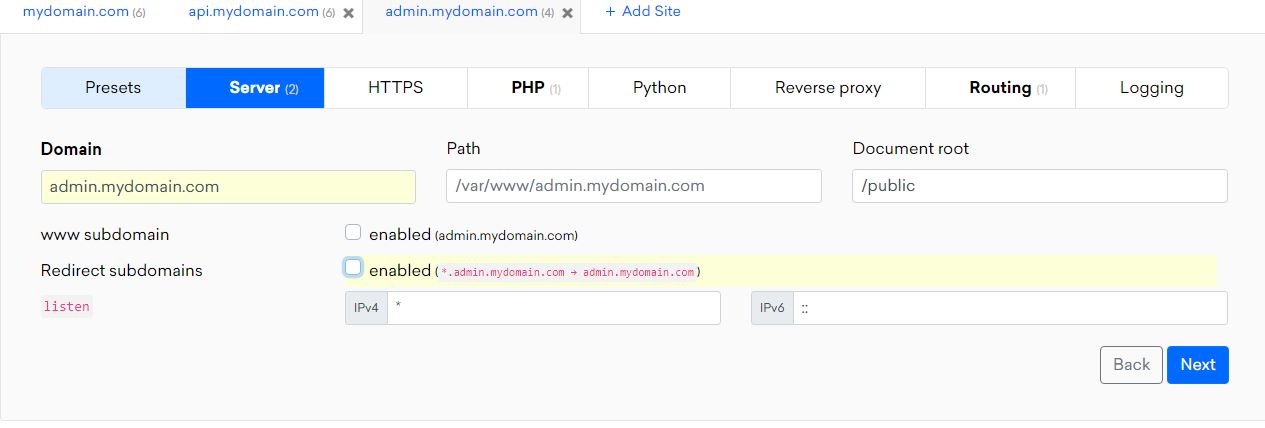 mydomain.com (6) api.mydomain.com (6) × admin.mydomain.com (4) × + Add Site
Presets Server (2) HTTPS PHP (1) Python Reverse proxy Routing (1) Logging
Domain Path Document root
admin.mydomain.com /var/www/admin.mydomain.com /public
www subdomain enabled (admin.mydomain.com)
Redirect subdomains enabled (*.admin.mydomain.com → admin.mydomain.com)
listen IPv4 * IPv6 ::
Back Next